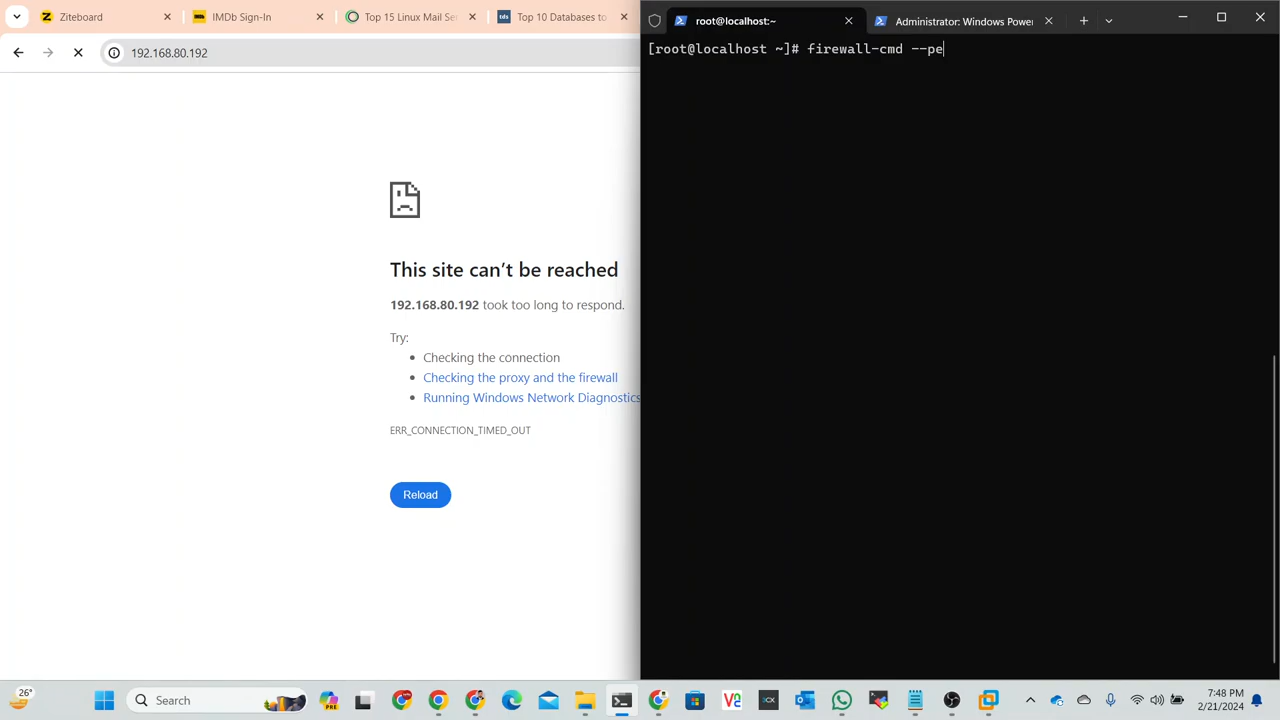 Ziteboard
IMDb Sign-In
Top 15 Linux Mail Ser
Top 10 Databases to
192.168.80.192
This site can't be reached
192.168.80.192 took too long to respond.
Try:
Checking the connection
Checking the proxy and the firewall
Running Windows Network Diagnostics
ERR_CONNECTION_TIMED_OUT
Reload
root@localhost:~
Administrator: Windows Powe
[root@localhost ~]# firewall-cmd --pe
26°
Search
7:48 PM
2/21/2024